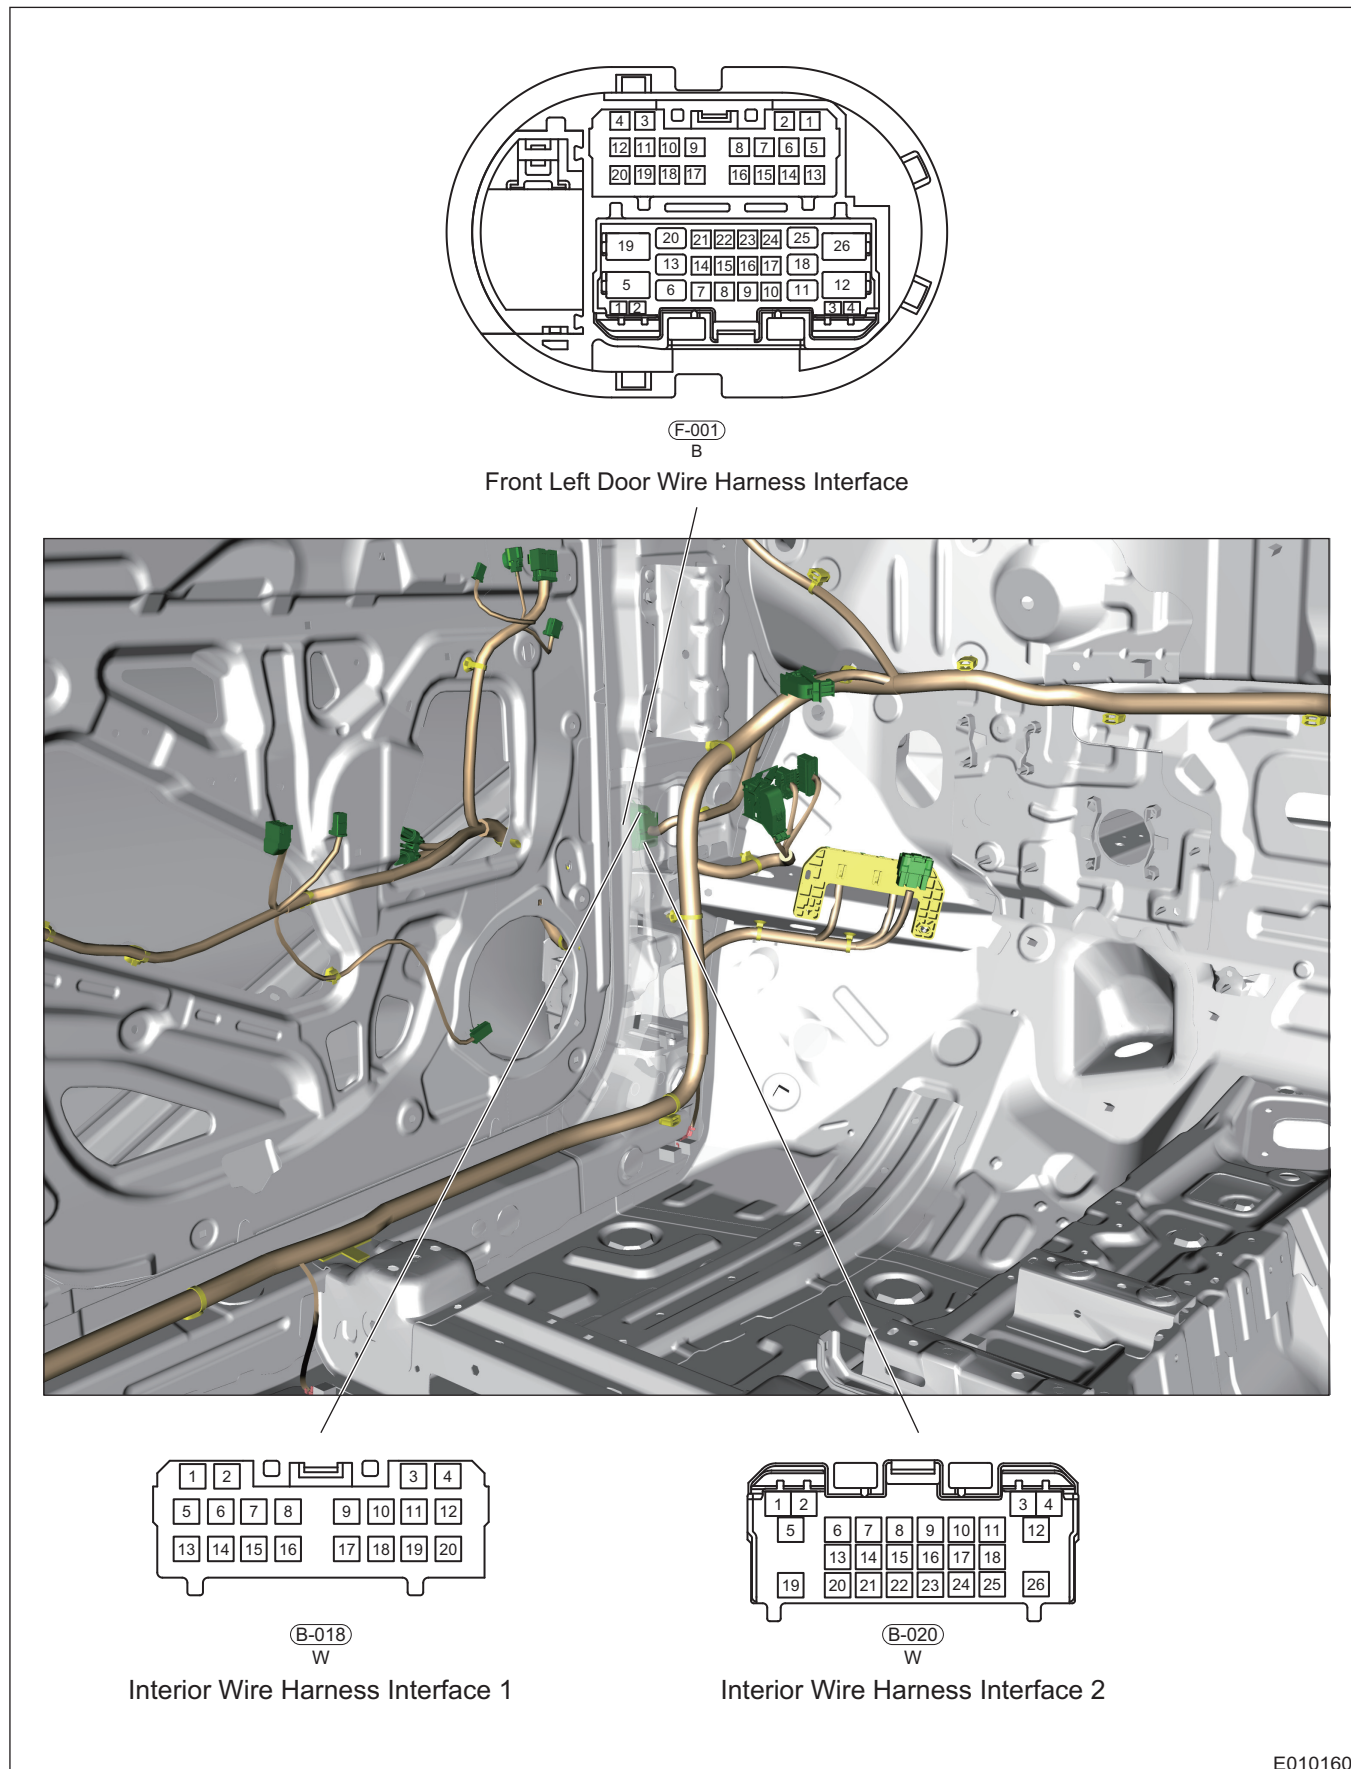 4 3 2 1
12 11 10 9 8 7 6 5
20 19 18 17 16 15 14 13
19 20 21 22 23 24 25 26
13 14 15 16 17 18
5 6 7 8 9 10 11 12
1 2 3 4
F-001
B
Front Left Door Wire Harness Interface
1 2 3 4
5 6 7 8 9 10 11 12
13 14 15 16 17 18 19 20
B-018
W
Interior Wire Harness Interface 1
1 2 3 4
5 6 7 8 9 10 11 12
13 14 15 16 17 18
19 20 21 22 23 24 25 26
B-020
W
Interior Wire Harness Interface 2
E010160